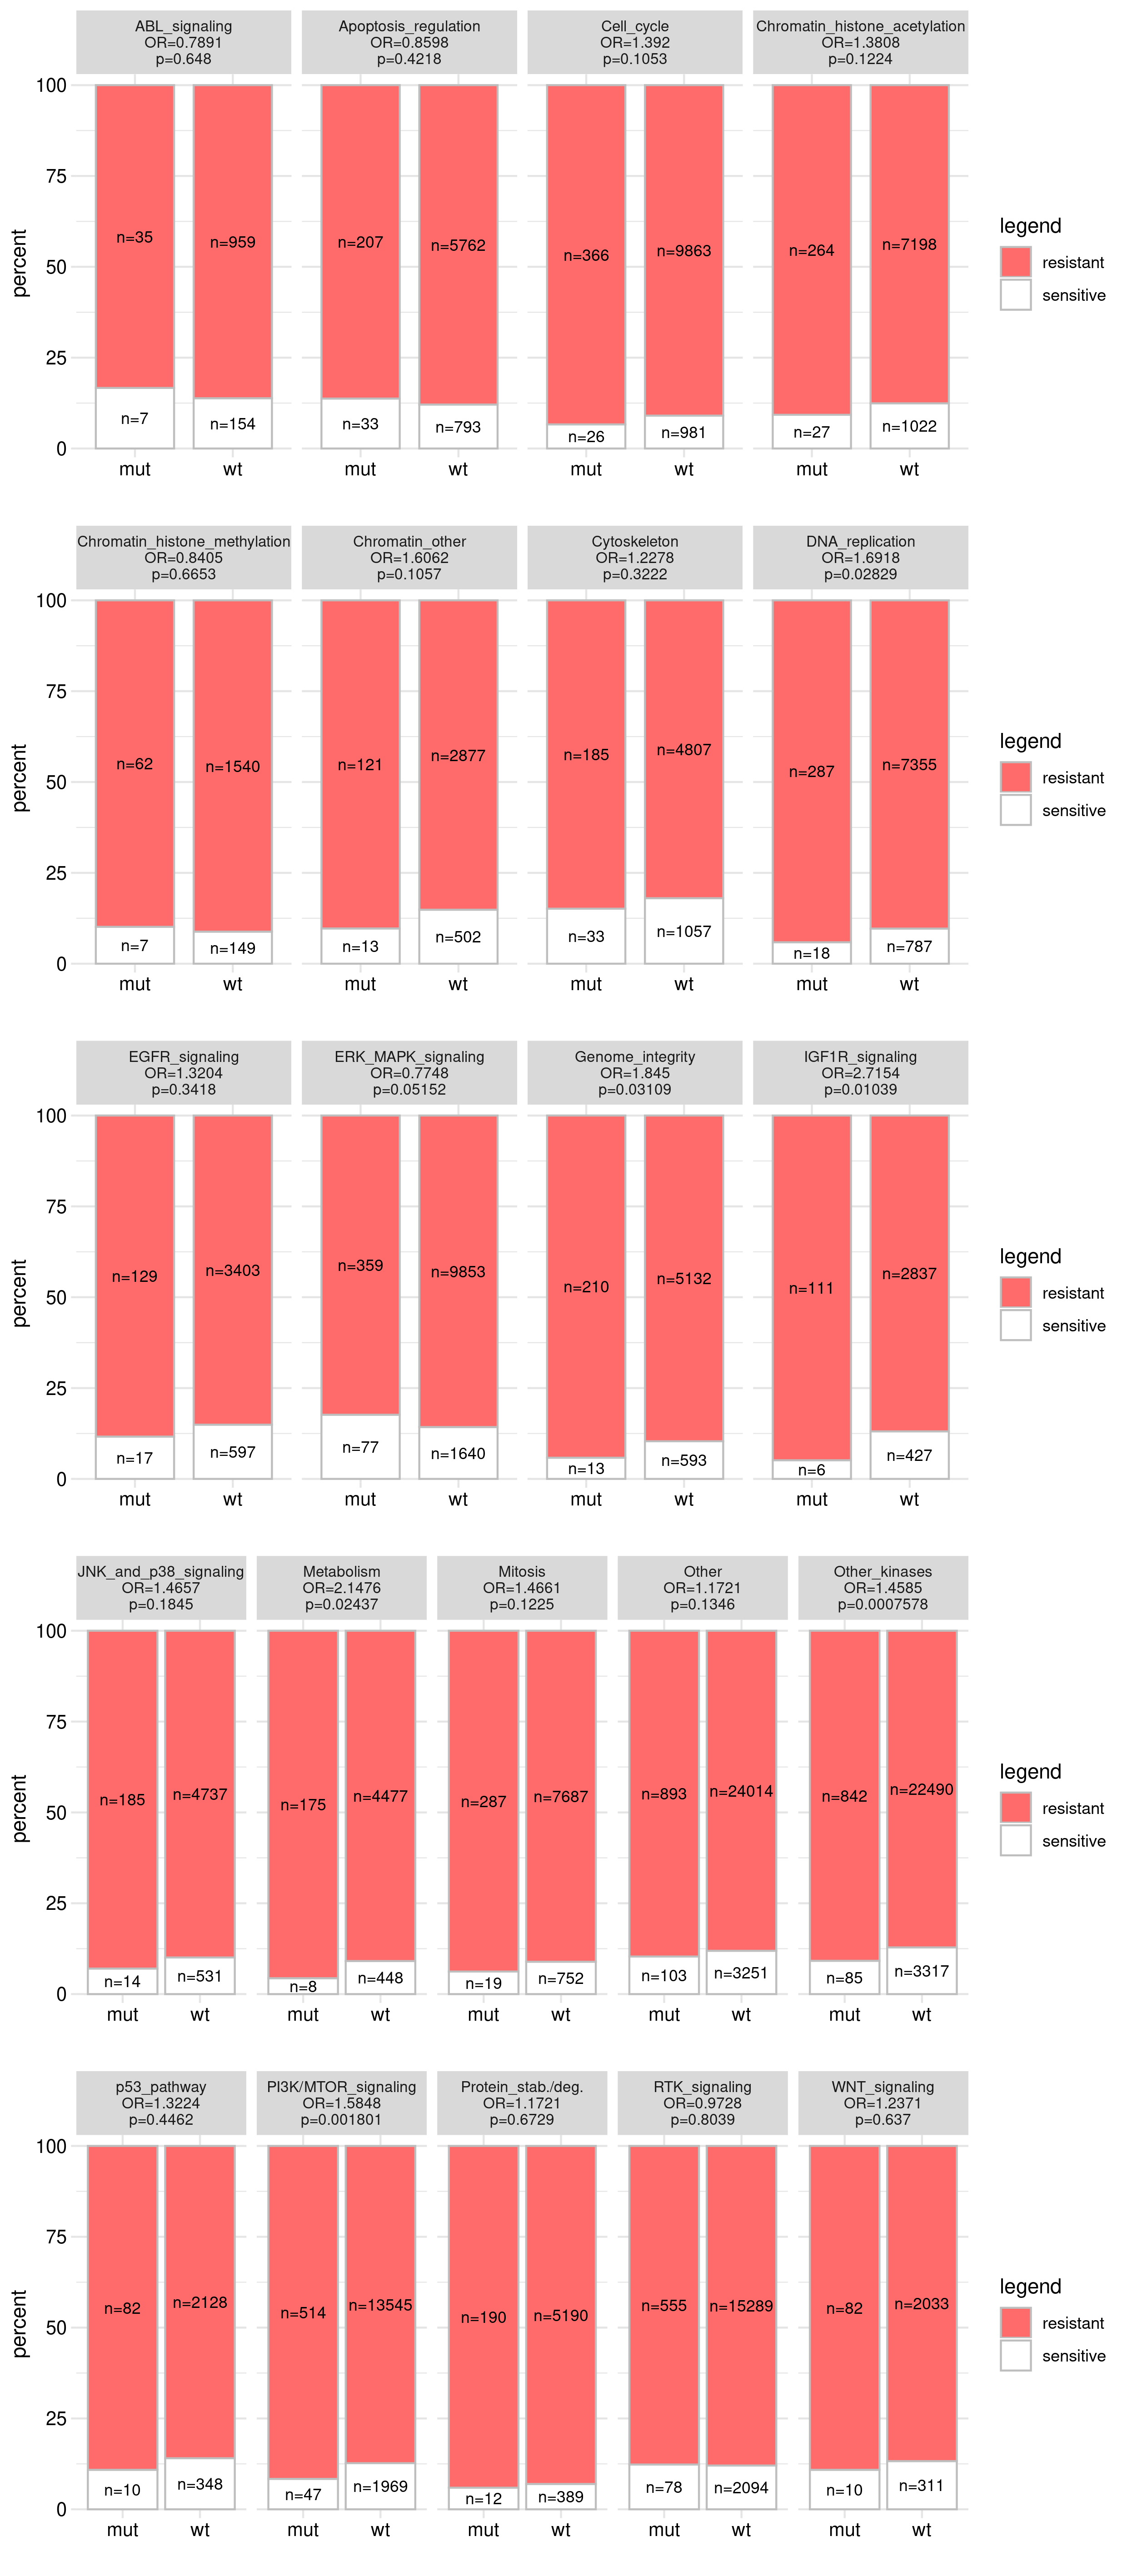 ABL_signaling
OR=0.7891
p=0.648
Apoptosis_regulation
OR=0.8598
p=0.4218
Cell_cycle
OR=1.392
p=0.1053
Chromatin_histone_acetylation
OR=1.3808
p=0.1224
100
75
50
25
0
percent
n=35
n=959
n=207
n=5762
n=366
n=9863
n=264
n=7198
n=7
n=154
n=33
n=793
n=26
n=981
n=27
n=1022
mut
wt
mut
wt
mut
wt
mut
wt
legend
resistant
sensitive
Chromatin_histone_methylation
OR=0.8405
p=0.6653
Chromatin_other
OR=1.6062
p=0.1057
Cytoskeleton
OR=1.2278
p=0.3222
DNA_replication
OR=1.6918
p=0.02829
100
75
50
25
0
percent
n=62
n=1540
n=121
n=2877
n=185
n=4807
n=287
n=7355
n=7
n=149
n=13
n=502
n=33
n=1057
n=18
n=787
mut
wt
mut
wt
mut
wt
mut
wt
legend
resistant
sensitive
EGFR_signaling
OR=1.3204
p=0.3418
ERK_MAPK_signaling
OR=0.7748
p=0.05152
Genome_integrity
OR=1.845
p=0.03109
IGF1R_signaling
OR=2.7154
p=0.01039
100
75
50
25
0
percent
n=129
n=3403
n=359
n=9853
n=210
n=5132
n=111
n=2837
n=17
n=597
n=77
n=1640
n=13
n=593
n=6
n=427
mut
wt
mut
wt
mut
wt
mut
wt
legend
resistant
sensitive
JNK_and_p38_signaling
OR=1.4657
p=0.1845
Metabolism
OR=2.1476
p=0.02437
Mitosis
OR=1.4661
p=0.1225
Other
OR=1.1721
p=0.1346
Other_kinases
OR=1.4585
p=0.0007578
100
75
50
25
0
percent
n=185
n=4737
n=175
n=4477
n=287
n=7687
n=893
n=24014
n=842
n=22490
n=14
n=531
n=8
n=448
n=19
n=752
n=103
n=3251
n=85
n=3317
mut
wt
mut
wt
mut
wt
mut
wt
mut
wt
legend
resistant
sensitive
p53_pathway
OR=1.3224
p=0.4462
PI3K/MTOR_signaling
OR=1.5848
p=0.001801
Protein_stab./deg.
OR=1.1721
p=0.6729
RTK_signaling
OR=0.9728
p=0.8039
WNT_signaling
OR=1.2371
p=0.637
100
75
50
25
0
percent
n=82
n=2128
n=514
n=13545
n=190
n=5190
n=555
n=15289
n=82
n=2033
n=10
n=348
n=47
n=1969
n=12
n=389
n=78
n=2094
n=10
n=311
mut
wt
mut
wt
mut
wt
mut
wt
mut
wt
legend
resistant
sensitive